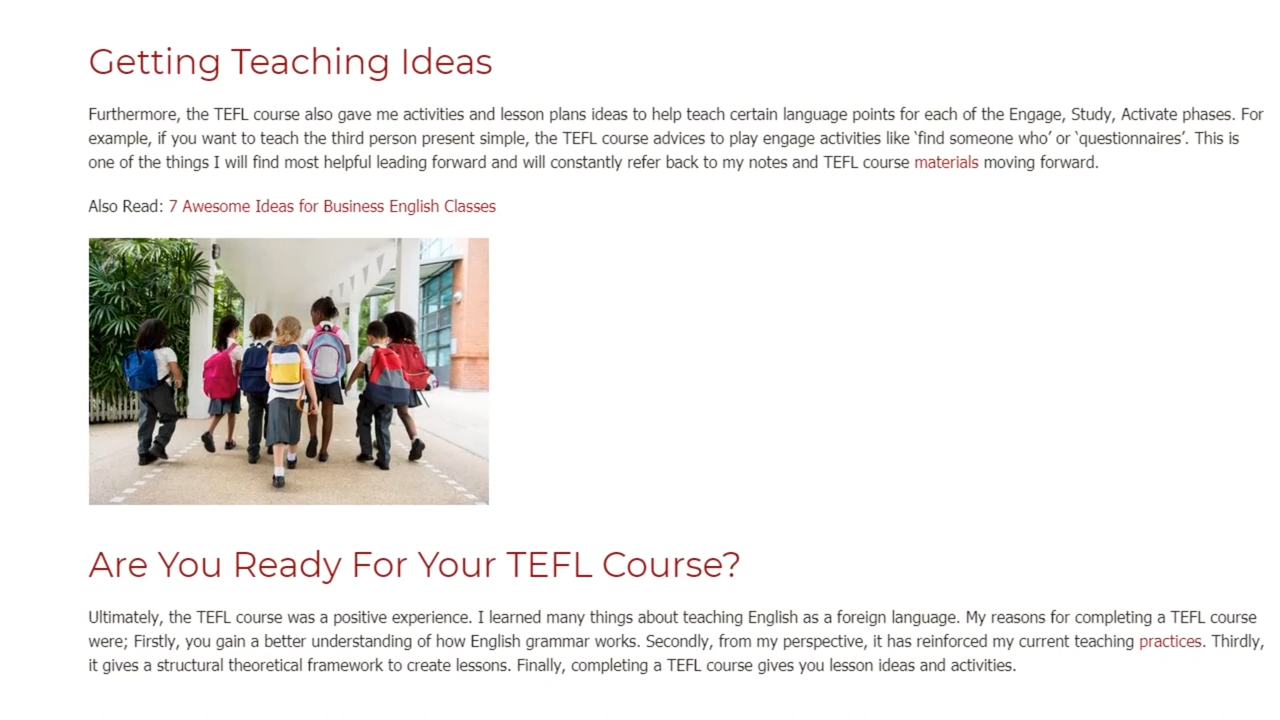 Getting Teaching Ideas
Furthermore, the TEFL course also gave me activities and lesson plans ideas to help teach certain language points for each of the Engage, Study, Activate phases. For
example, if you want to teach the third person present simple, the TEFL course advices to play engage activities like ‘find someone who’ or ‘questionnaires’. This is
one of the things I will find most helpful leading forward and will constantly refer back to my notes and TEFL course materials moving forward.
Also Read: 7 Awesome Ideas for Business English Classes
Are You Ready For Your TEFL Course?
Ultimately, the TEFL course was a positive experience. I learned many things about teaching English as a foreign language. My reasons for completing a TEFL course
were; Firstly, you gain a better understanding of how English grammar works. Secondly, from my perspective, it has reinforced my current teaching practices. Thirdly,
it gives a structural theoretical framework to create lessons. Finally, completing a TEFL course gives you lesson ideas and activities.